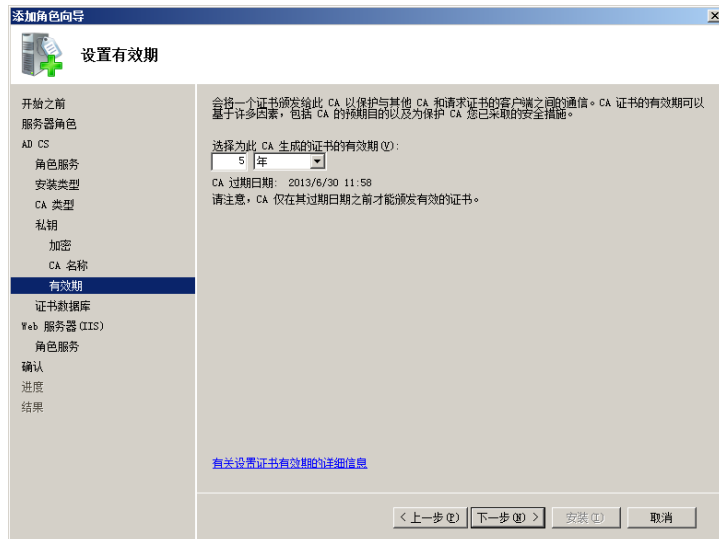 添加角色向导
设置有效期
开始之前
服务器角色
AD CS
角色服务
安装类型
CA 类型
私钥
加密
CA 名称
有效期
证书数据库
Web 服务器(IIS)
角色服务
确认
进度
结果
会将一个证书颁发给此 CA 以保护与其他 CA 和请求证书的客户端之间的通信。CA 证书的有效期可以
基于许多因素，包括 CA 的预期目的以及为保护 CA 您已采取的安全措施。
选择为此 CA 生成的证书的有效期(V):
5 年
CA 过期日期: 2013/6/30 11:58
请注意，CA 仅在其过期日期之前才能颁发有效的证书。
有关设置证书有效期的详细信息
< 上一步(P) 下一步(N) > 安装(I) 取消